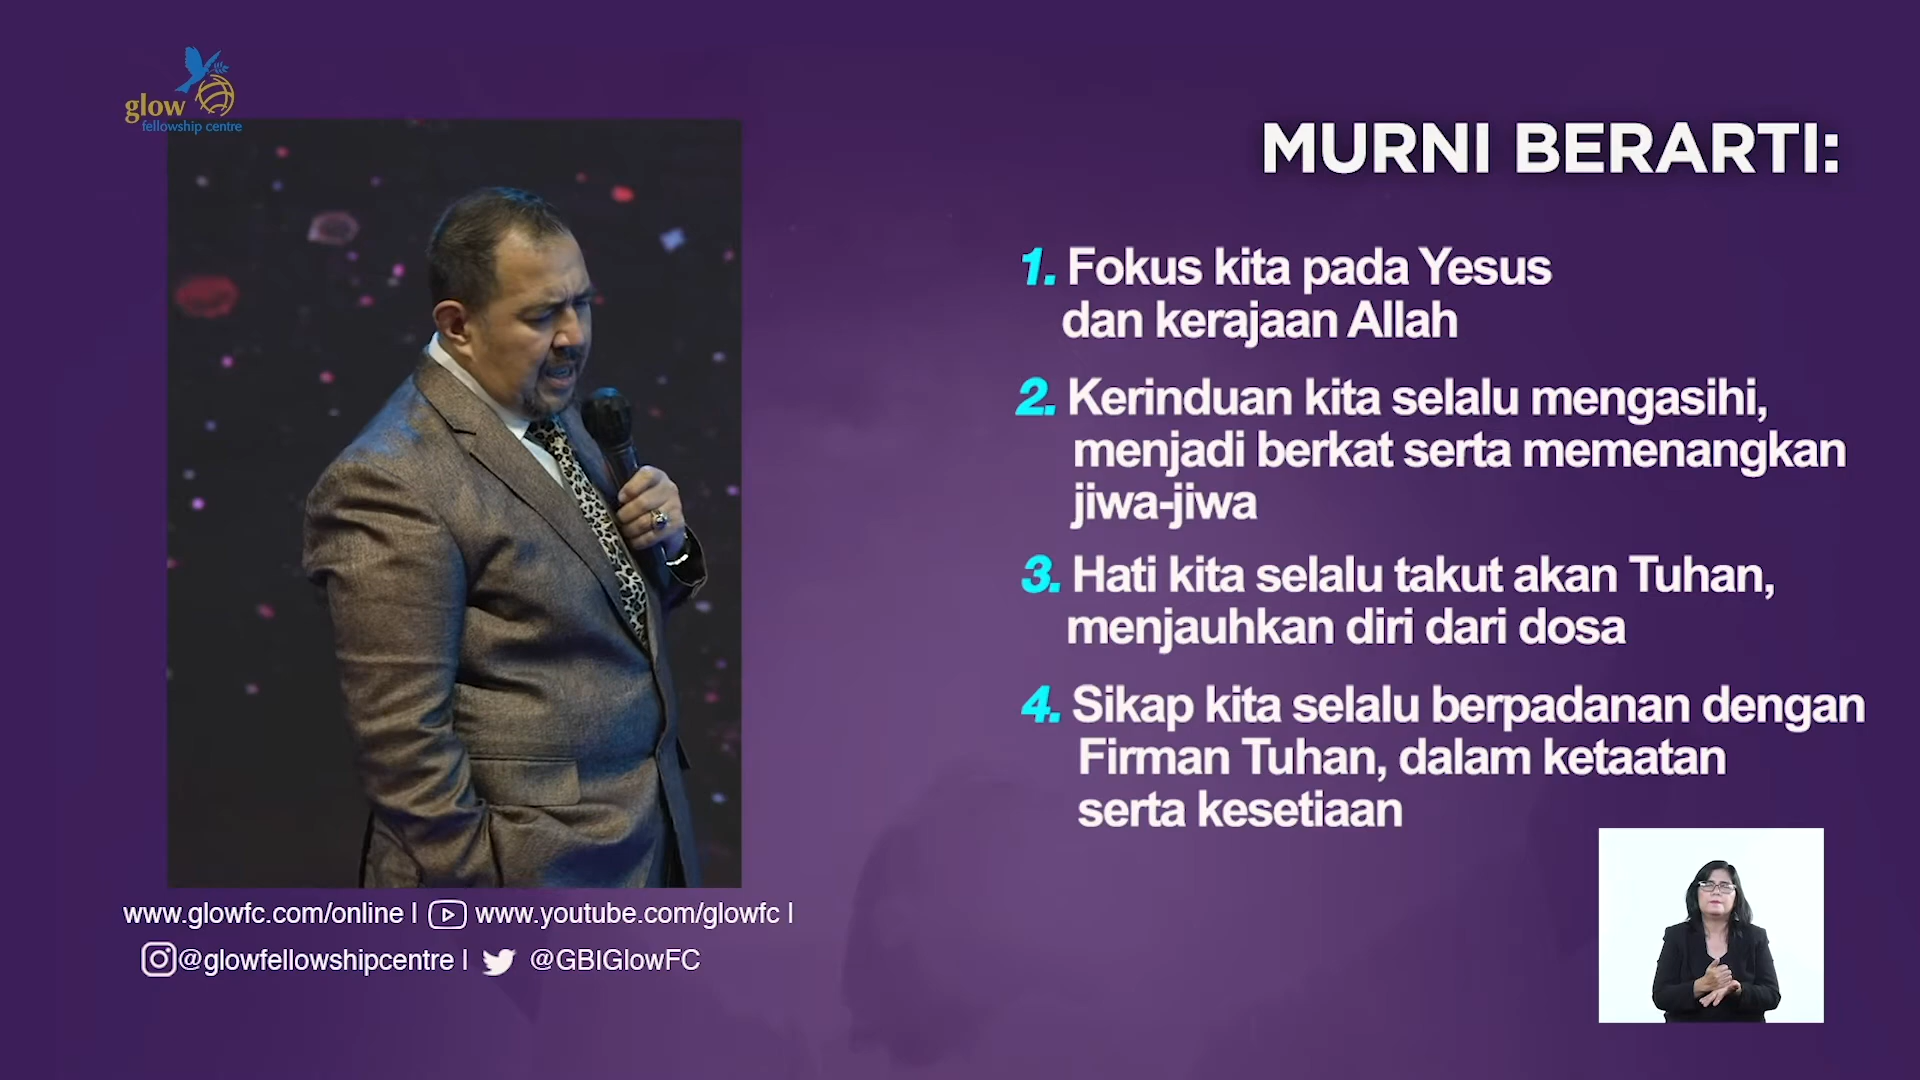 glow
fellowship centre
MURNI BERARTI:
1. Fokus kita pada Yesus
dan kerajaan Allah
2. Kerinduan kita selalu mengasihi,
menjadi berkat serta memenangkan
jiwa-jiwa
3. Hati kita selalu takut akan Tuhan,
menjauhkan diri dari dosa
4. Sikap kita selalu berpadanan dengan
Firman Tuhan, dalam ketaatan
serta kesetiaan
www.glowfc.com/online | www.youtube.com/glowfc |
@glowfellowshipcentre | @GBIGlowFC